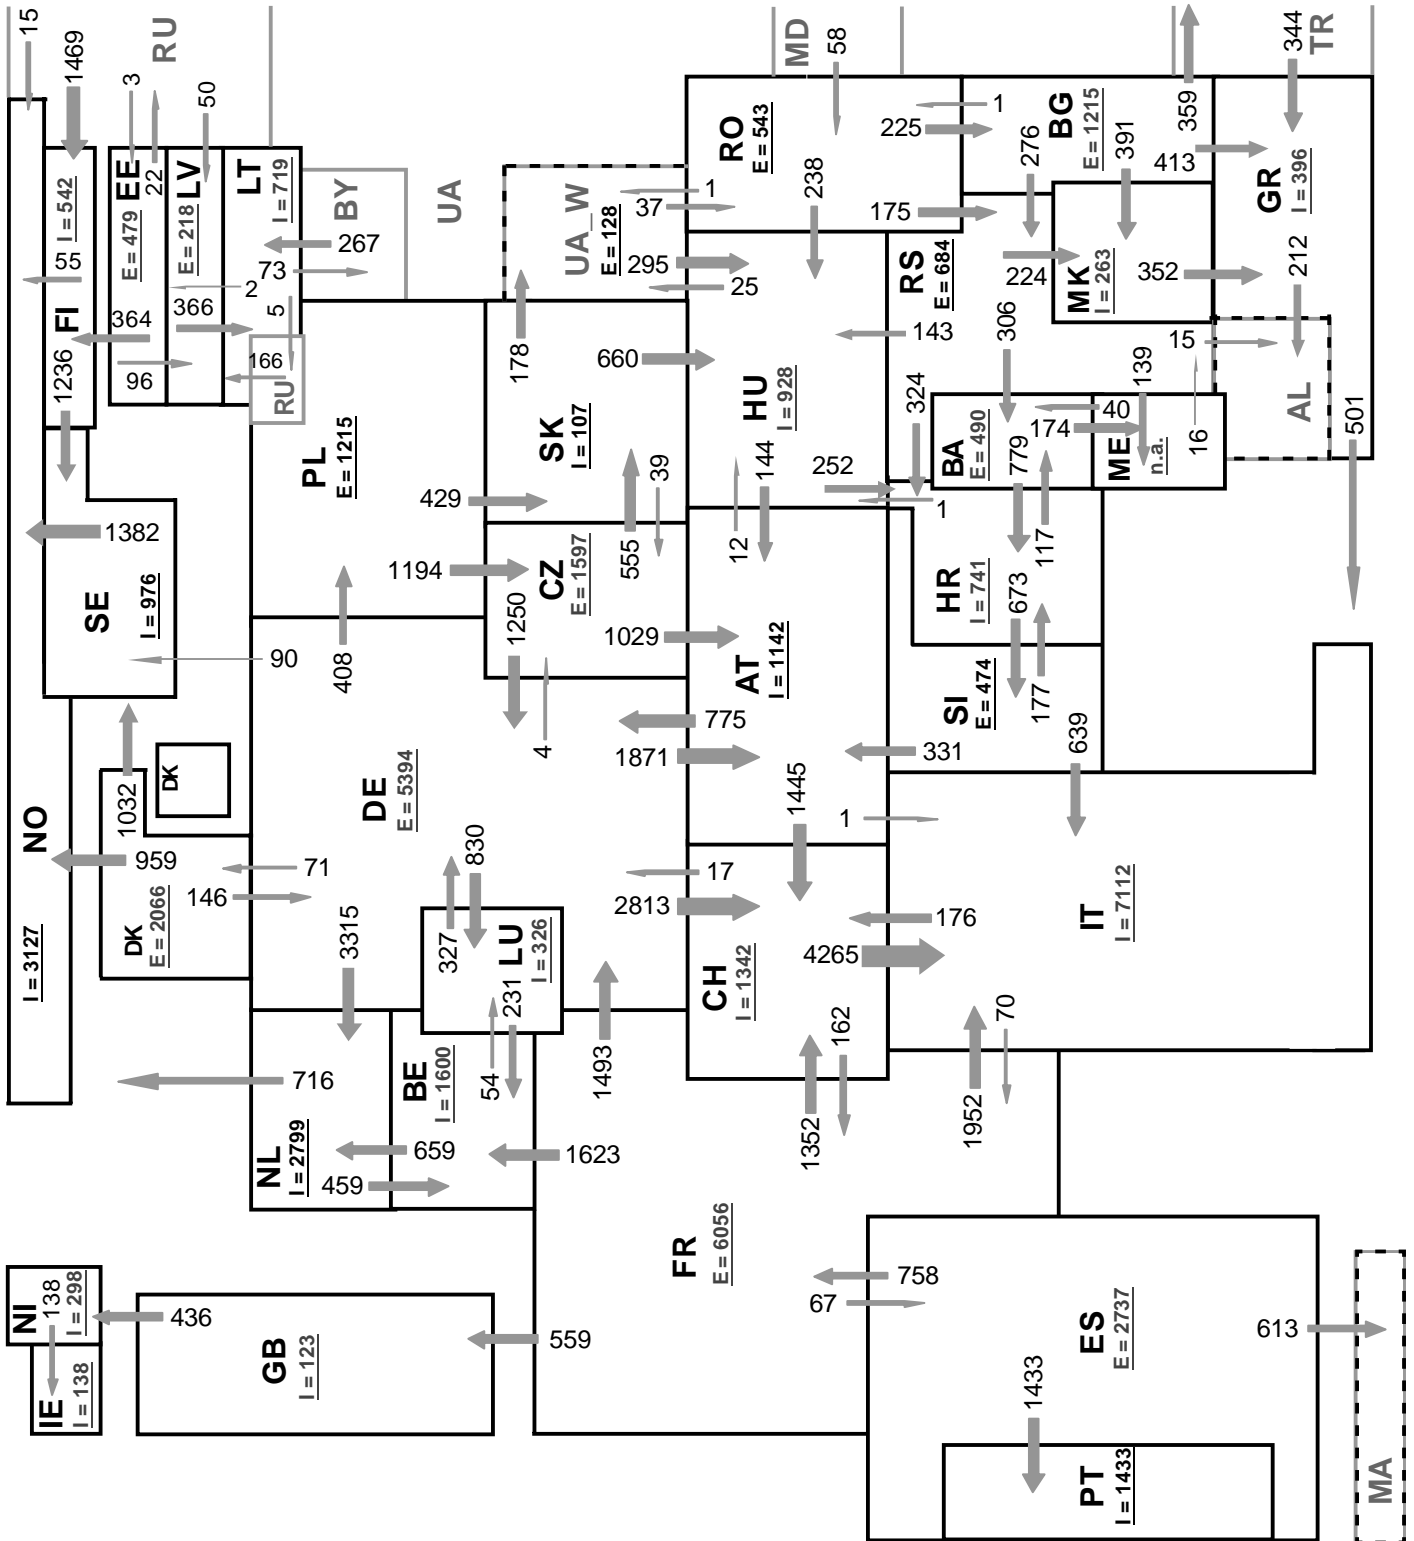 15
1469
RU
3
50
MD
58
344
TR
RO
E = 543
225
1
276
BG
E = 1215
391
359
413
GR
I = 396
I = 542
EE
E = 479
22
LV
E = 218
LT
I = 719
BY
UA
UA_W
E = 128
1
37
238
175
RS
E = 684
224
MK
I = 263
352
212
55
267
73
2
5
295
25
FI
364
366
1236
96
166
RU
178
660
143
306
15
139
16
AL
501
PL
E = 1215
SK
I = 107
HU
I = 928
324
BA
E = 490
40
174
ME
n.a.
779
117
429
39
555
144
12
252
1
1382
SE
I = 976
1194
CZ
E = 1597
HR
I = 741
673
90
408
1250
1029
AT
I = 1142
SI
E = 474
177
639
4
775
1871
331
1445
1
DK
1032
NO
I = 3127
959
DE
E = 5394
146
71
DK
E = 2066
830
327
17
2813
176
IT
I = 7112
3315
LU
I = 326
231
54
4265
CH
I = 1342
162
1352
1493
70
1952
716
BE
I = 1600
NL
I = 2799
659
459
1623
FR
E = 6056
NI
I = 298
138
436
559
IE
I = 138
GB
I = 123
758
67
ES
E = 2737
613
1433
PT
I = 1433
MA